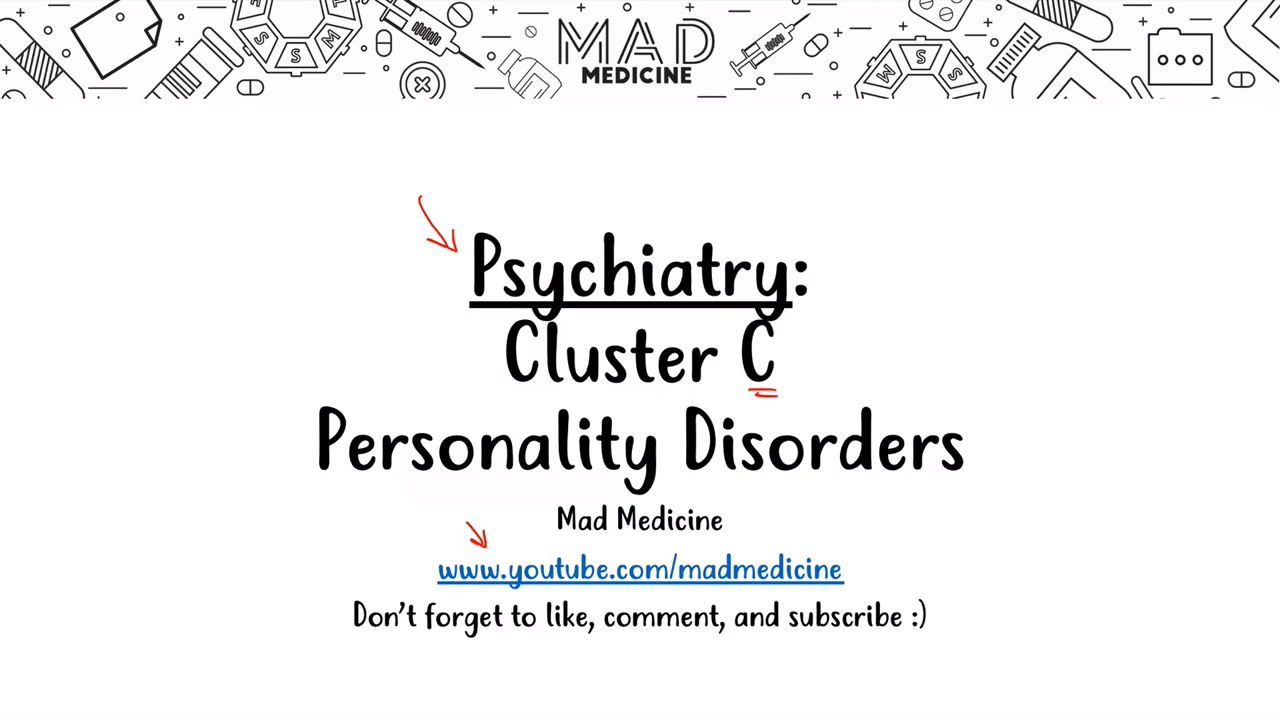 MAD
MEDICINE
Psychiatry:
Cluster C
Personality Disorders
Mad Medicine
www.youtube.com/madmedicine
Don't forget to like, comment, and subscribe :)